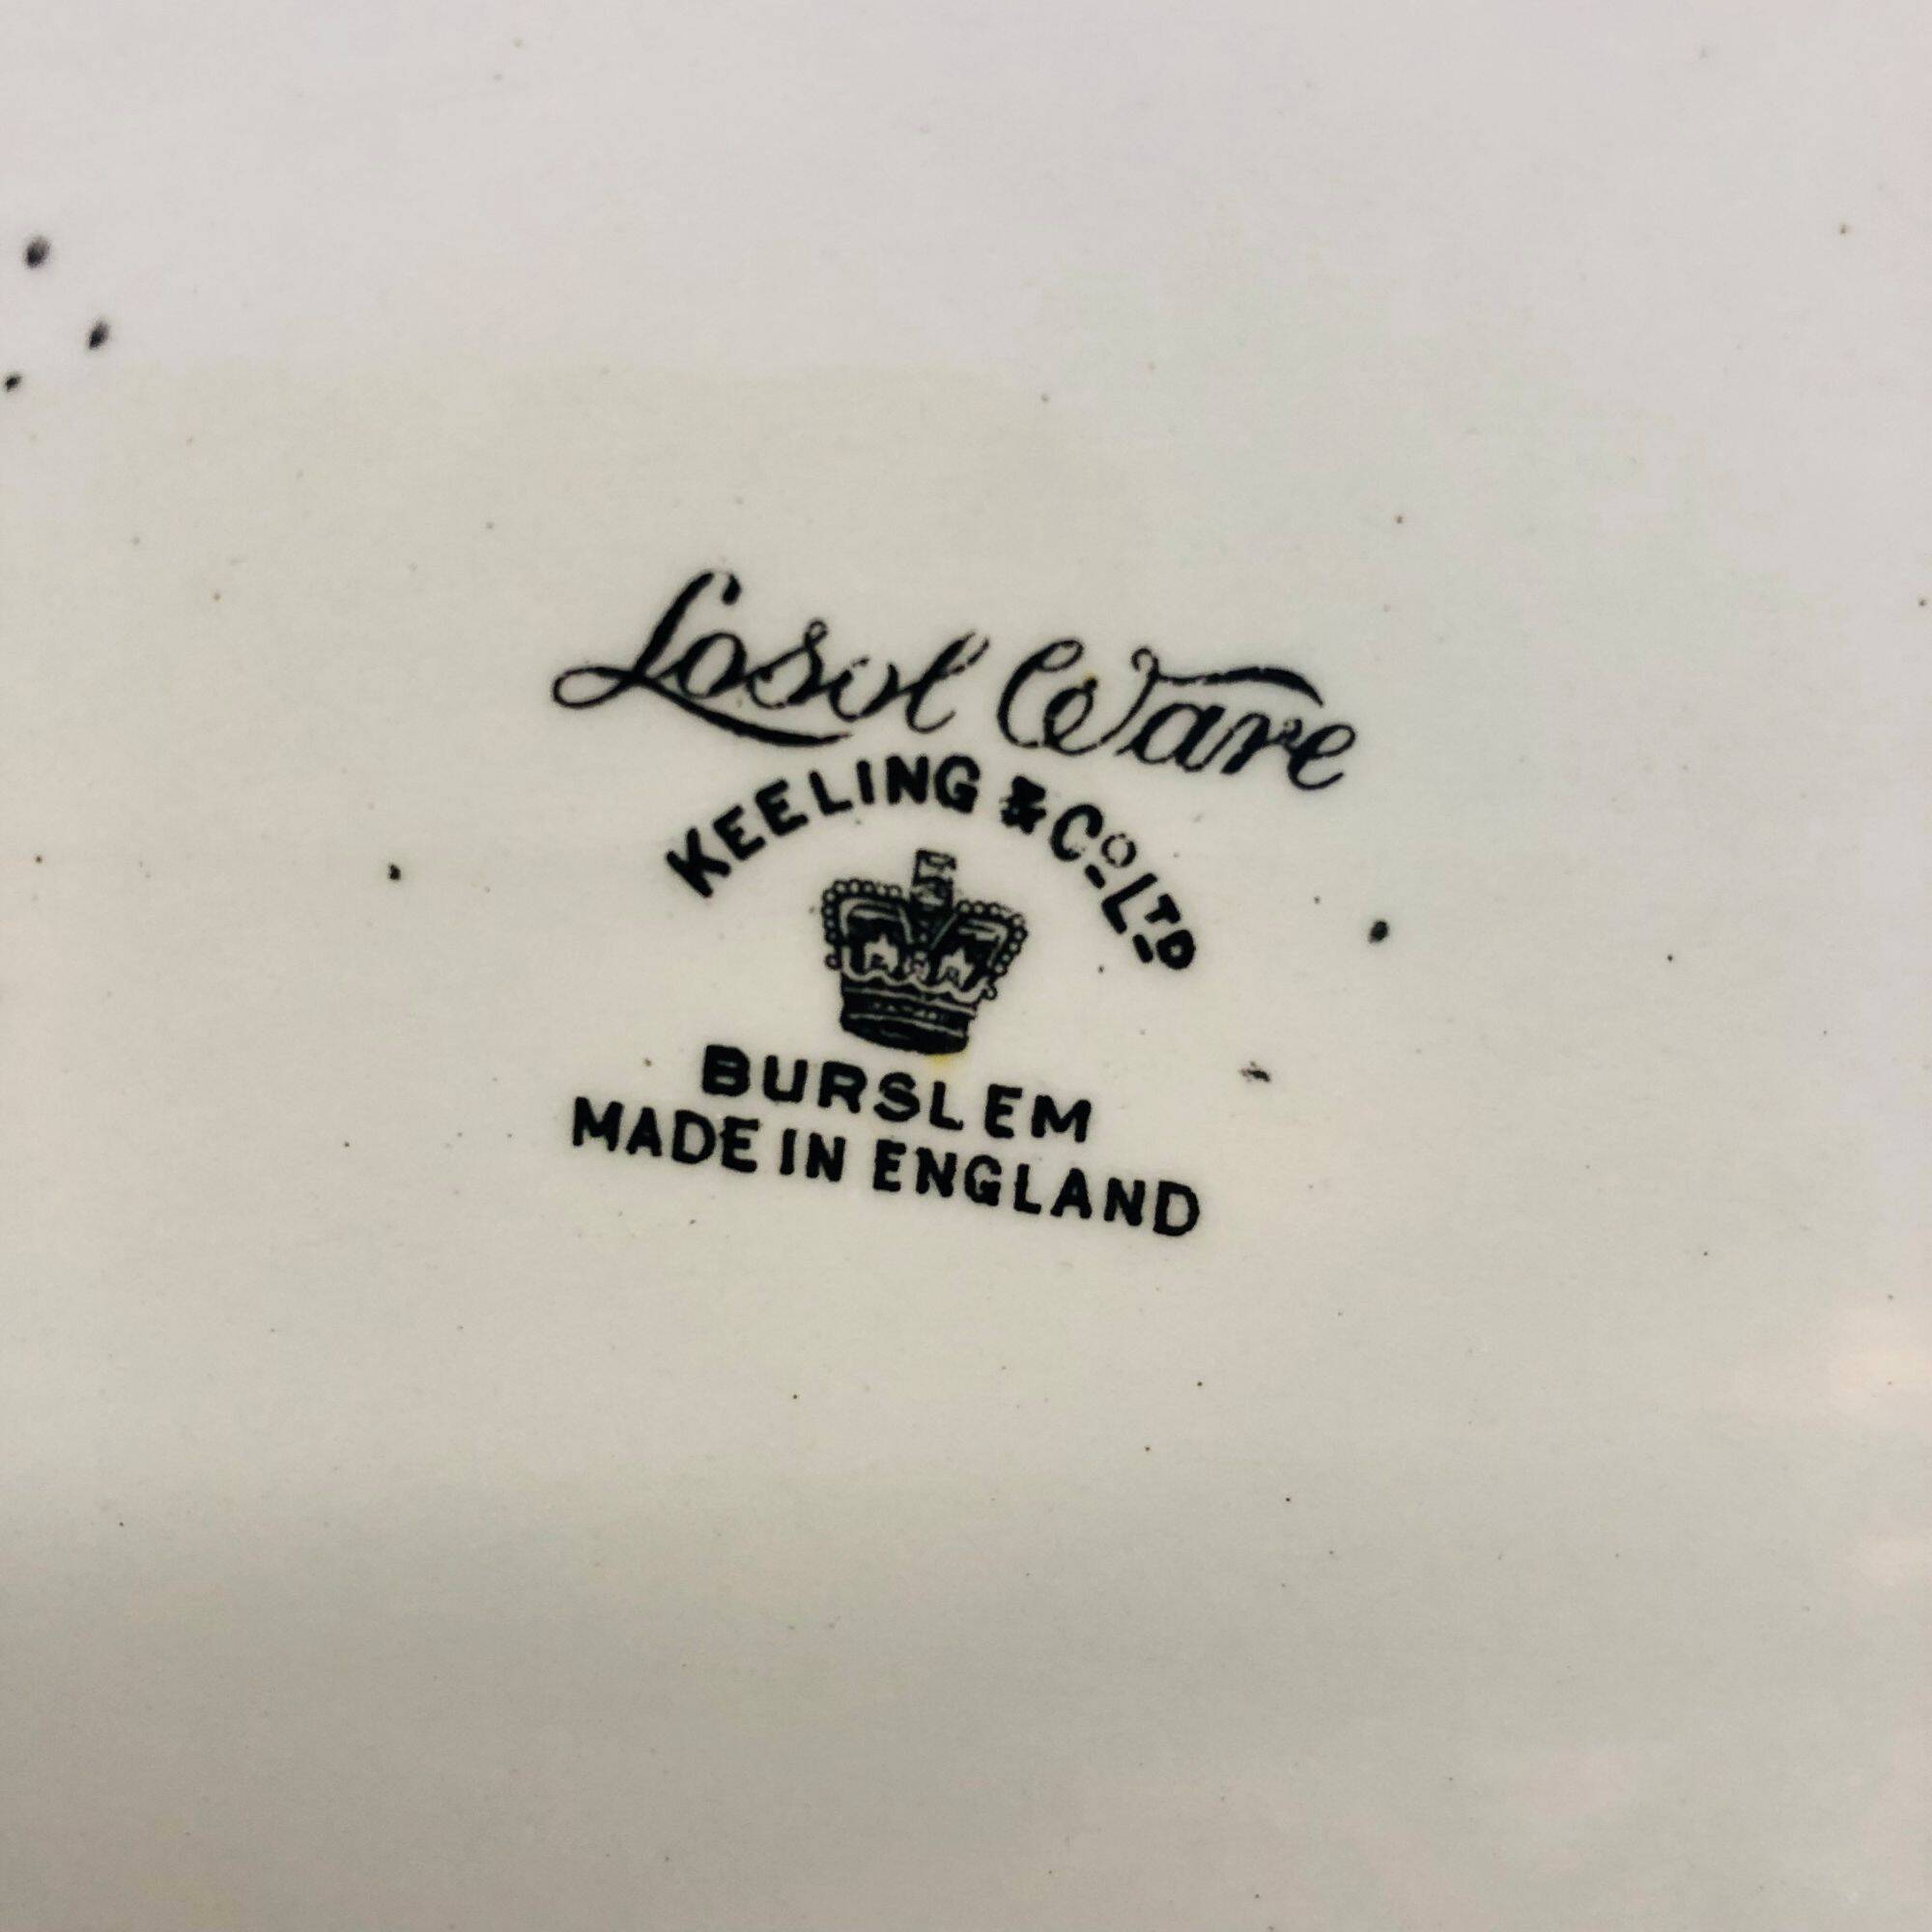 Losol Ware
KEELING & Co LTD
BURSLEM
MADE IN ENGLAND